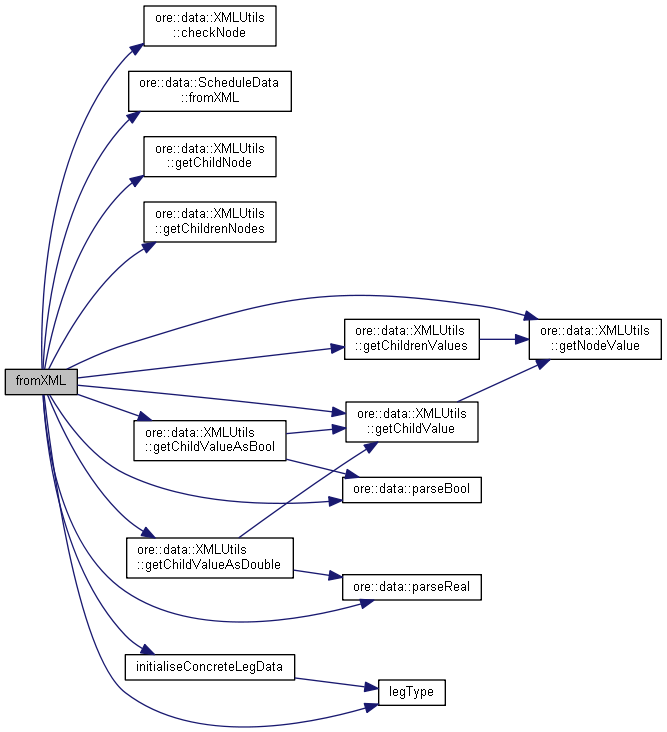 ore::data::XMLUtils
::checkNode
ore::data::ScheduleData
::fromXML
ore::data::XMLUtils
::getChildNode
ore::data::XMLUtils
::getChildrenNodes
ore::data::XMLUtils
::getChildrenValues
ore::data::XMLUtils
::getNodeValue
fromXML
ore::data::XMLUtils
::getChildValue
ore::data::XMLUtils
::getChildValueAsBool
ore::data::parseBool
ore::data::XMLUtils
::getChildValueAsDouble
ore::data::parseReal
initialiseConcreteLegData
legType